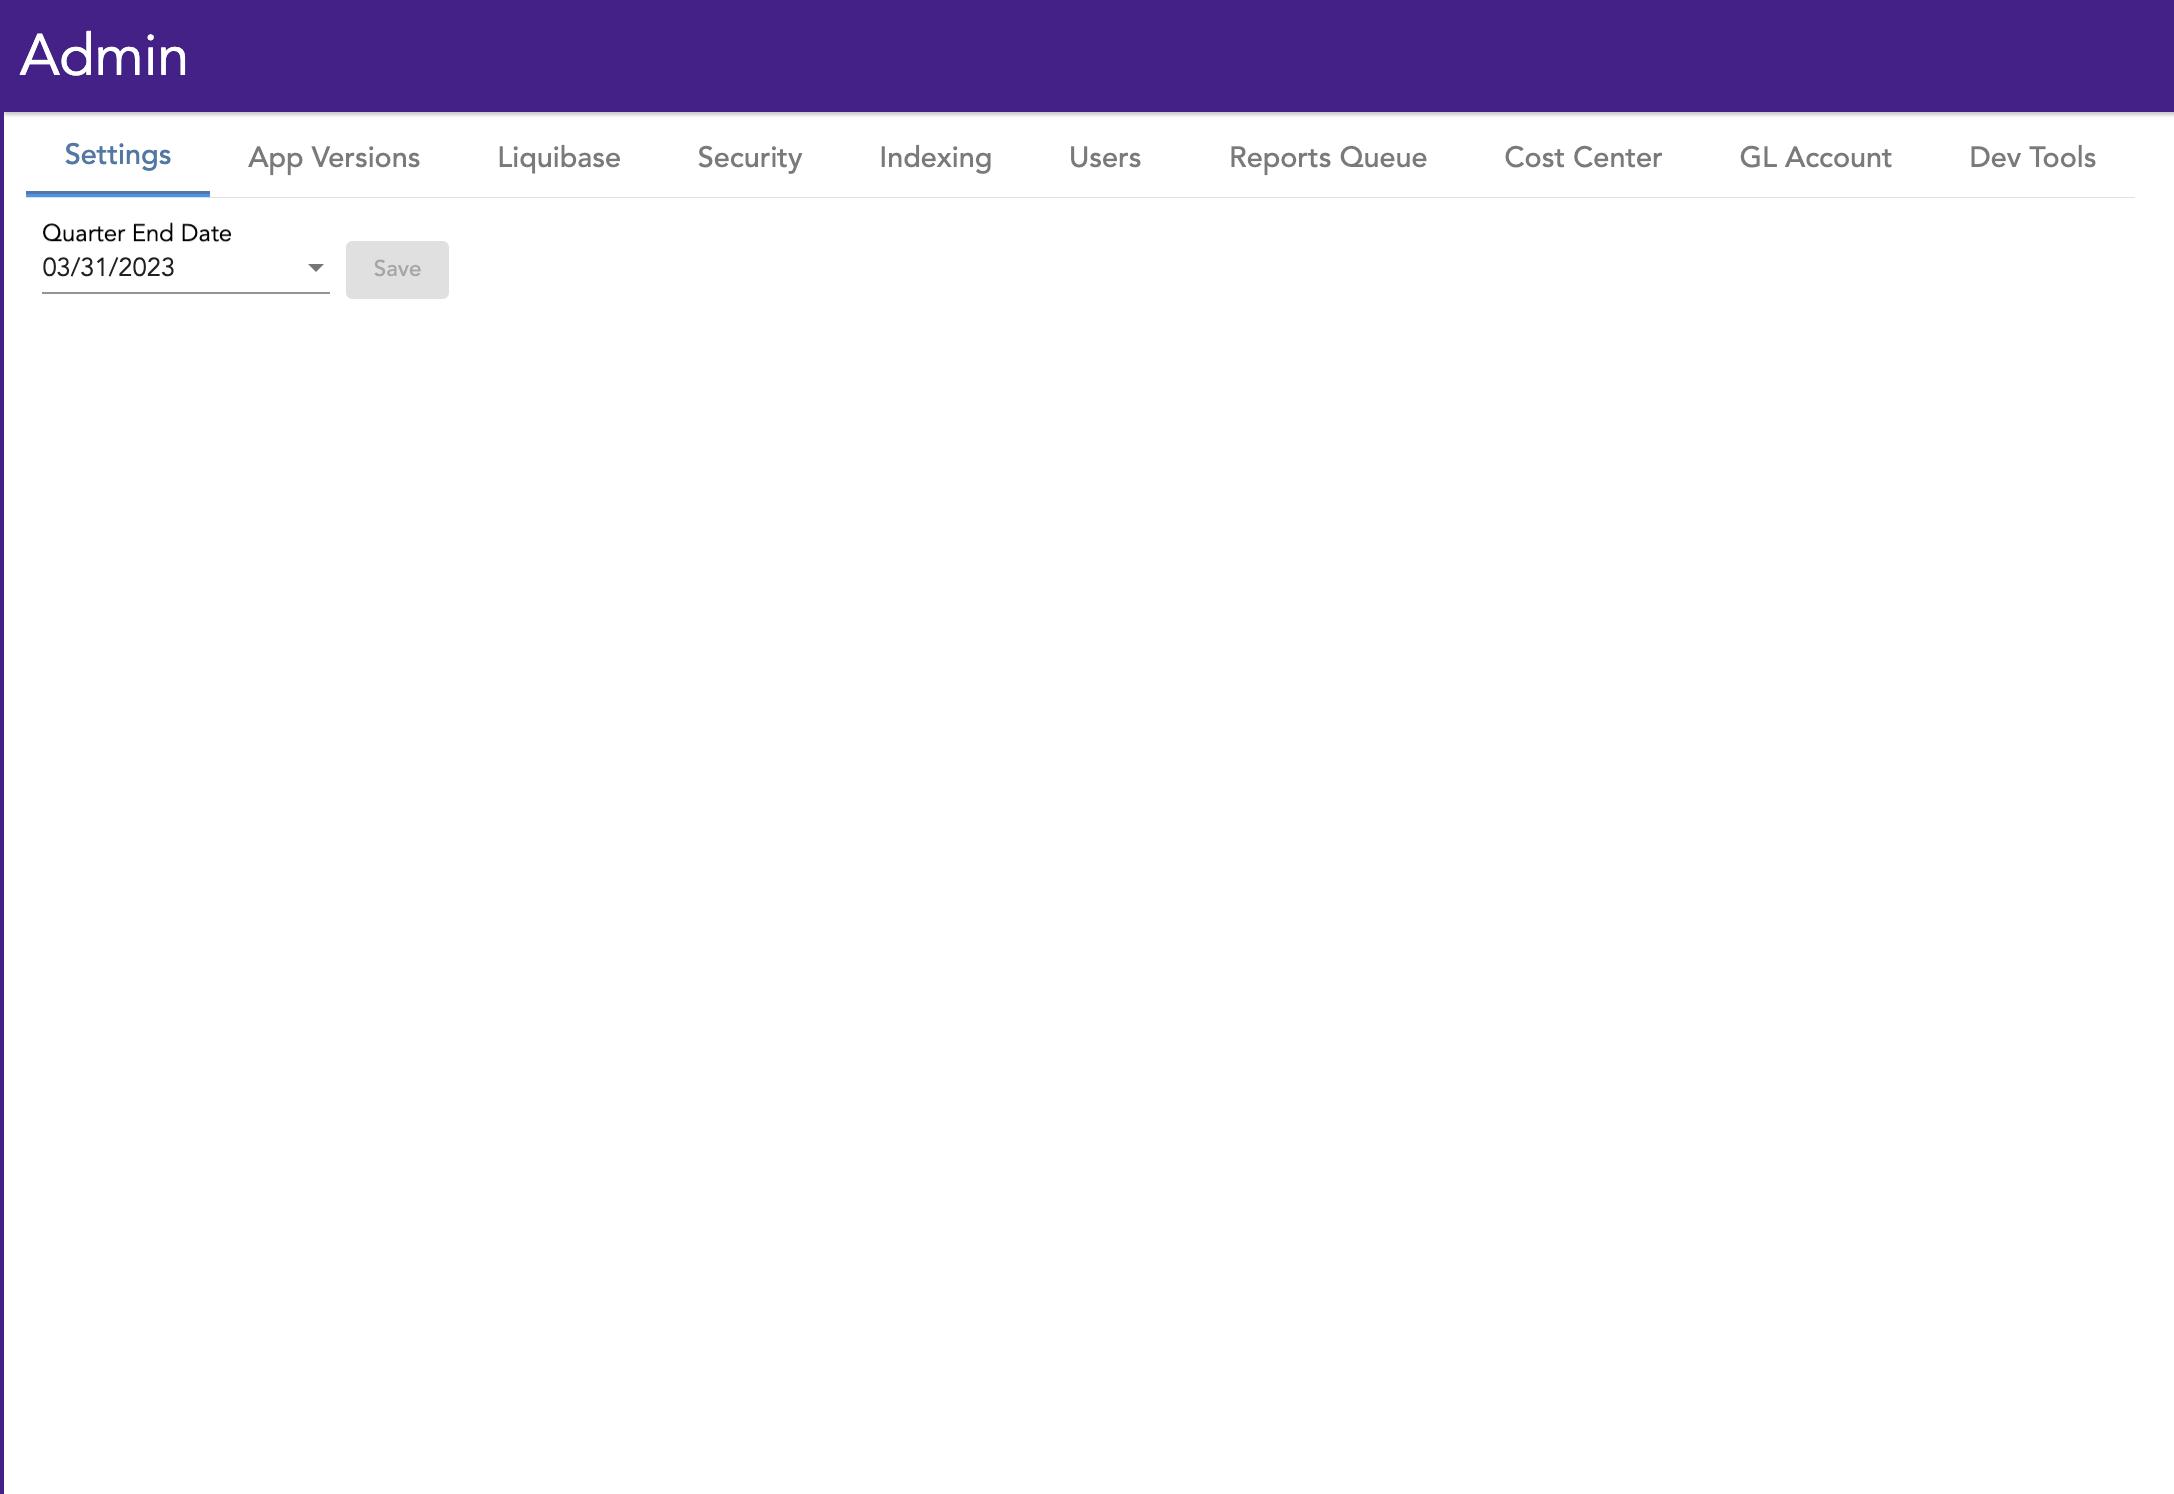 Admin
Settings App Versions Liquibase Security Indexing Users Reports Queue Cost Center GL Account Dev Tools
Quarter End Date
03/31/2023 Save